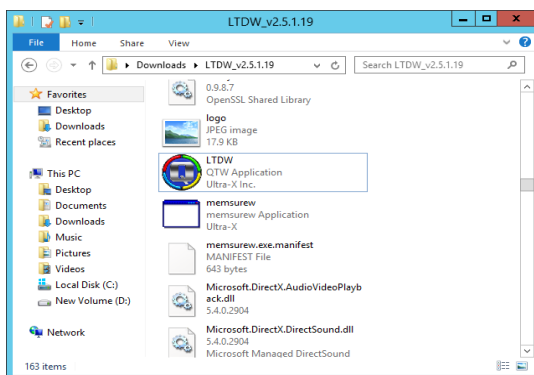 LTDW_v2.5.1.19
File Home Share View
Downloads LTDW_v2.5.1.19 Search LTDW_v2.5.1.19
Favorites
Desktop
Downloads
Recent places
This PC
Desktop
Documents
Downloads
Music
Pictures
Videos
Local Disk (C:)
New Volume (D:)
Network
0.9.8.7
OpenSSL Shared Library
logo
JPEG image
17.9 KB
LTDW
QTW Application
Ultra-X Inc.
memsurew
memsurew Application
Ultra-X
memsurew.exe.manifest
MANIFEST File
643 bytes
Microsoft.DirectX.AudioVideoPlayb
ack.dll
5.4.0.2904
Microsoft.DirectX.DirectSound.dll
5.4.0.2904
Microsoft Managed DirectSound
163 items